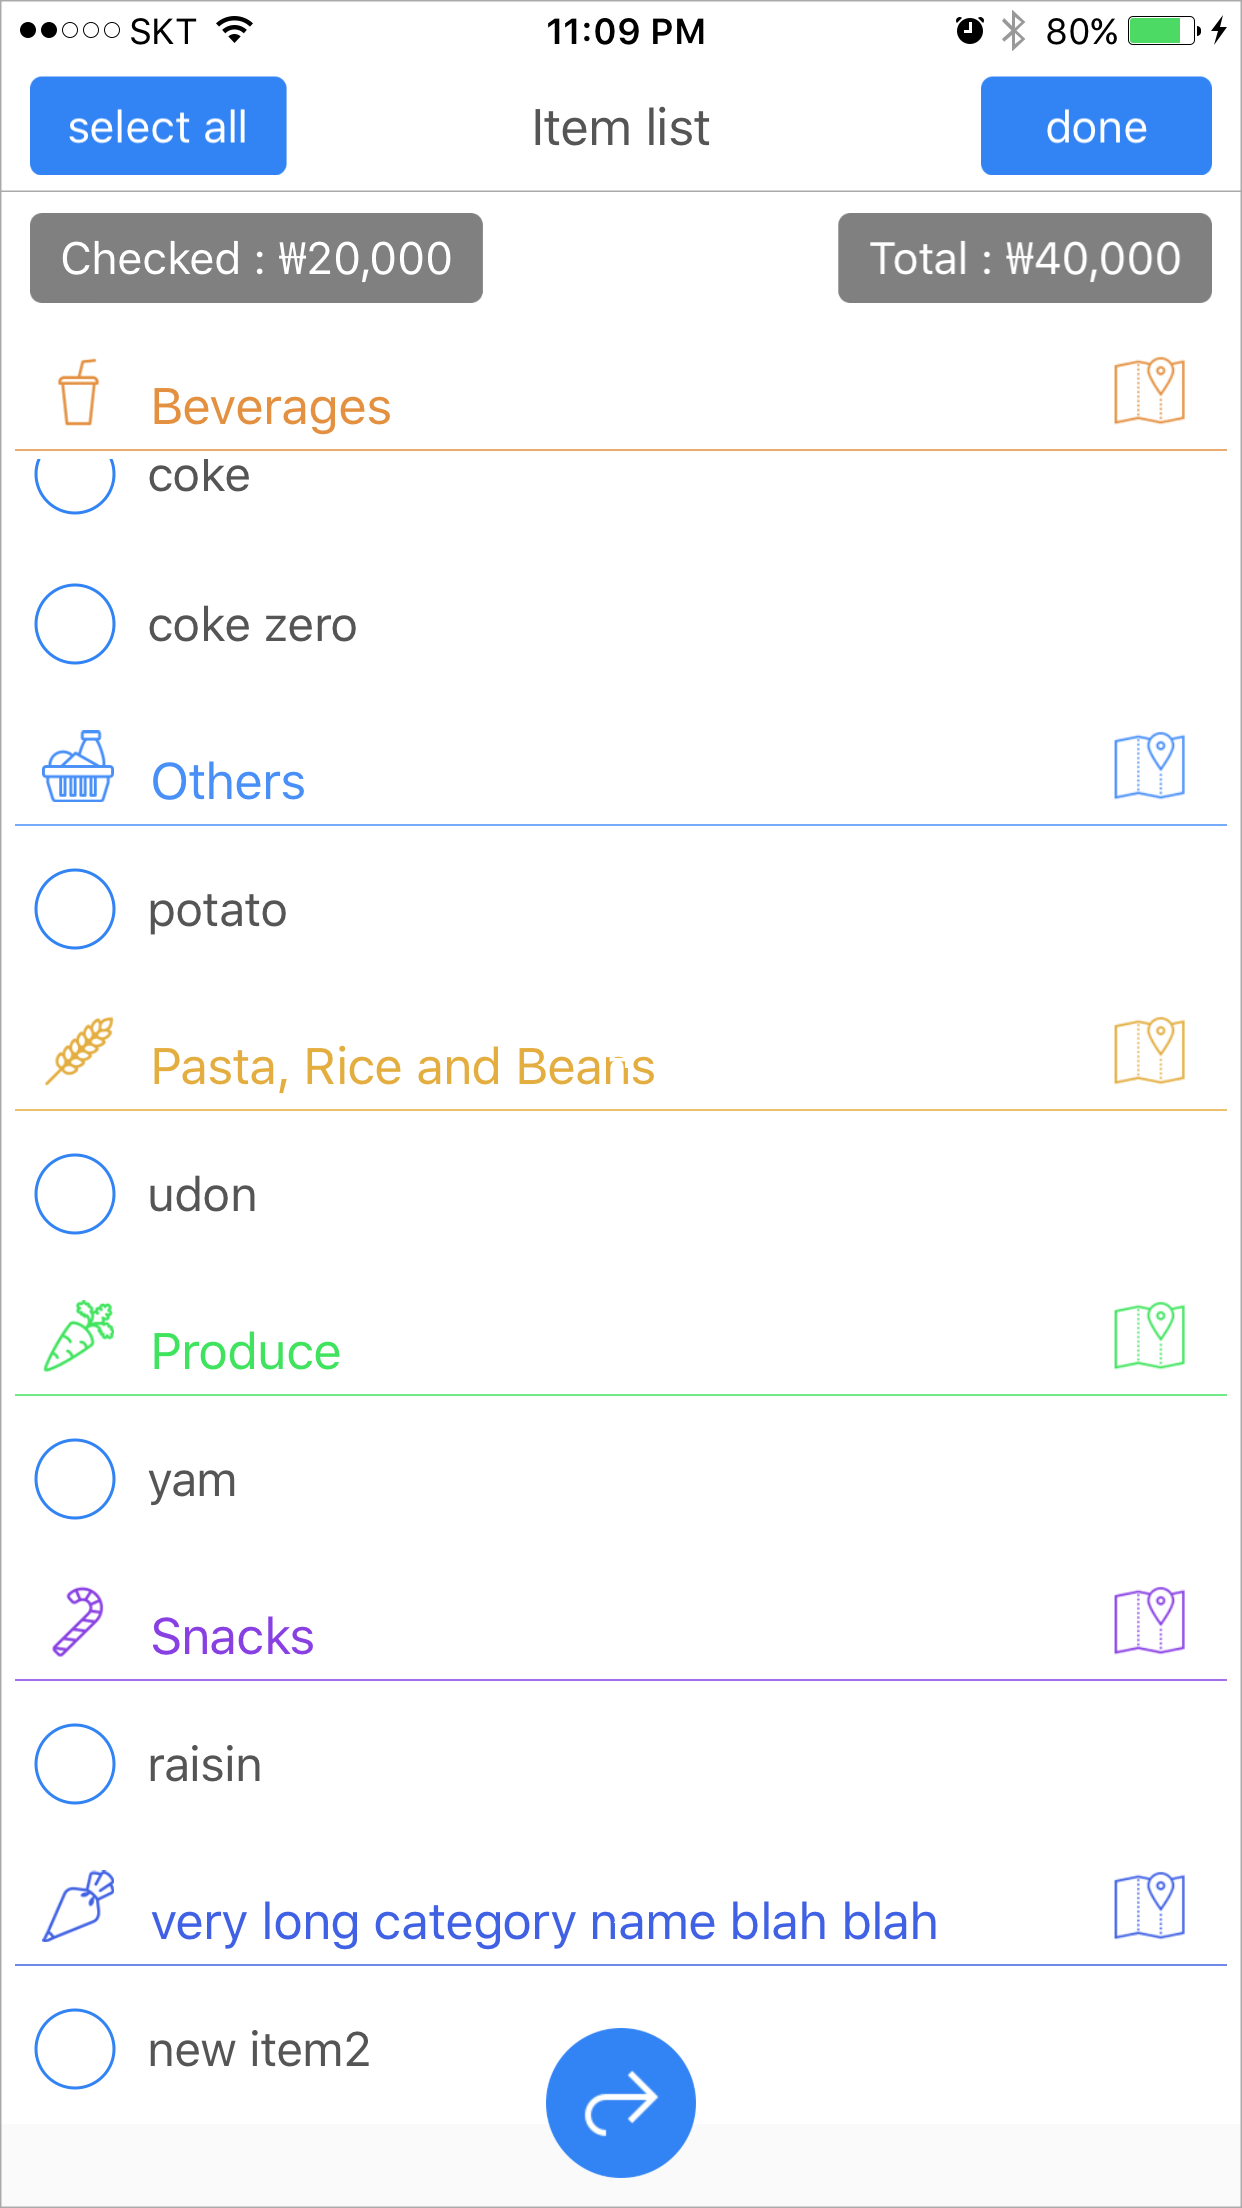 SKT 11:09 PM 80%
select all Item list done
Checked : ₩20,000 Total : ₩40,000
Beverages
coke
coke zero
Others
potato
Pasta, Rice and Beans
udon
Produce
yam
Snacks
raisin
very long category name blah blah
new item2